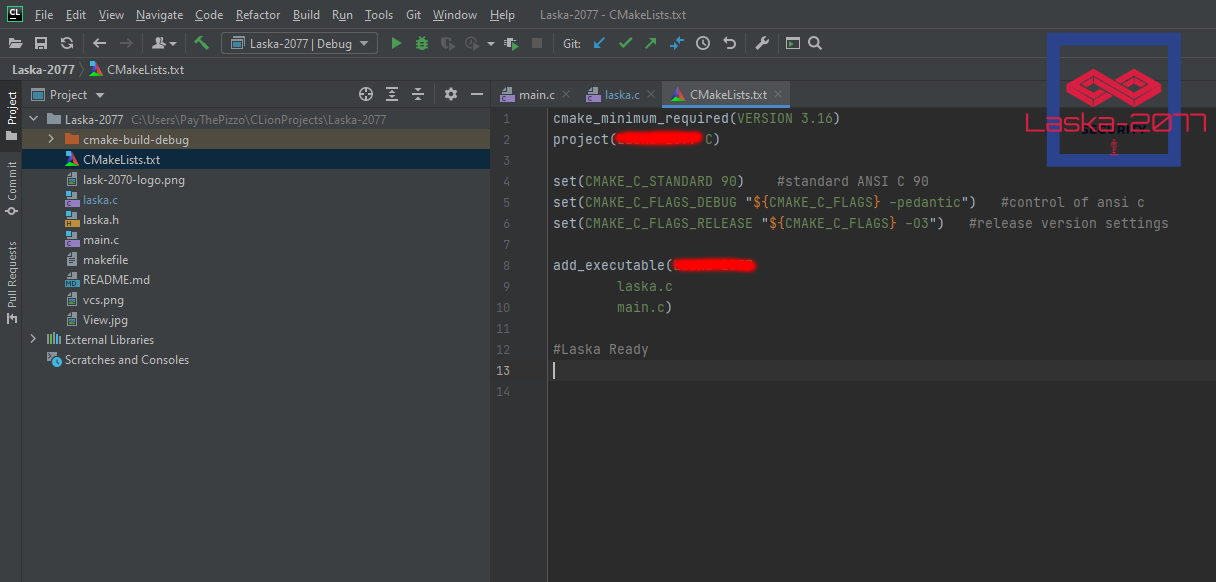 CL File Edit View Navigate Code Refactor Build Run Tools Git Window Help Laska-2077 - CMakeLists.txt
Laska-2077 | Debug Git:
Laska-2077 CMakeLists.txt
Project
Commit
Pull Requests
Project
Laska-2077 C:\Users\PayThePizzo\CLionProjects\Laska-2077
cmake-build-debug
CMakeLists.txt
lask-2070-logo.png
laska.c
laska.h
main.c
makefile
README.md
vcs.png
View.jpg
External Libraries
Scratches and Consoles
main.c laska.c CMakeLists.txt
1 cmake_minimum_required(VERSION 3.16)
2 project( C)
3
4 set(CMAKE_C_STANDARD 90) #standard ANSI C 90
5 set(CMAKE_C_FLAGS_DEBUG "${CMAKE_C_FLAGS} -pedantic") #control of ansi c
6 set(CMAKE_C_FLAGS_RELEASE "${CMAKE_C_FLAGS} -O3") #release version settings
7
8 add_executable(
9 laska.c
10 main.c)
11
12 #Laska Ready
13
14
Laska-2077